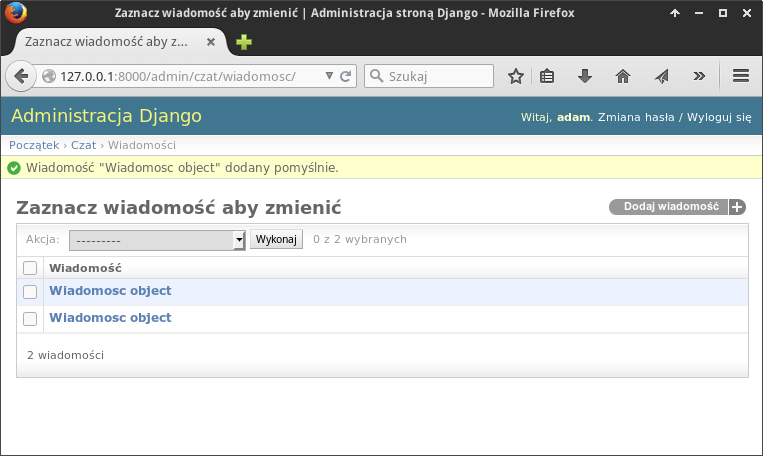 Zaznacz wiadomość aby zmienić | Administracja stroną Django - Mozilla Firefox
Zaznacz wiadomość aby z...
127.0.0.1:8000/admin/czat/wiadomosc/
Szukaj
Administracja Django
Witaj, adam. Zmiana hasła / Wyloguj się
Początek › Czat › Wiadomości
Wiadomość "Wiadomosc object" dodany pomyślnie.
Zaznacz wiadomość aby zmienić
Dodaj wiadomość +
Akcja: --------- Wykonaj 0 z 2 wybranych
Wiadomość
Wiadomosc object
Wiadomosc object
2 wiadomości